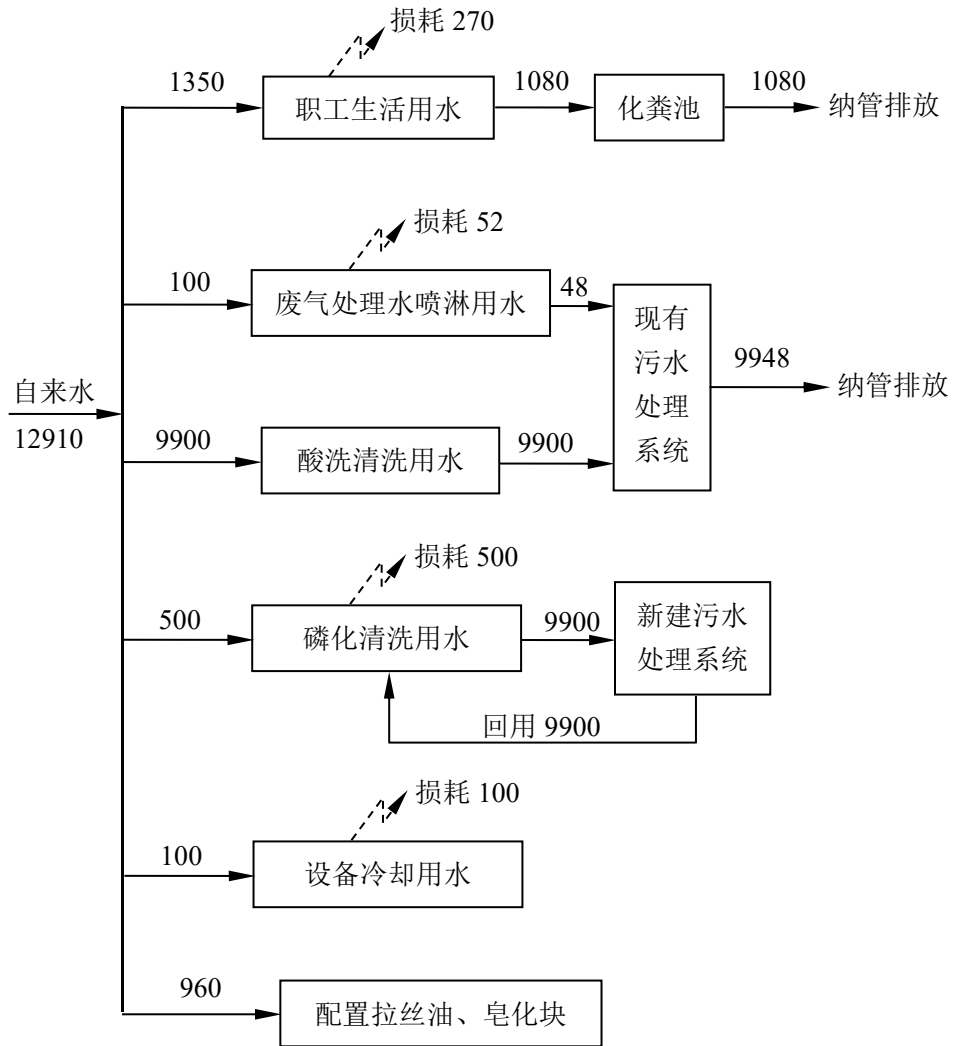 损耗 270
1350
职工生活用水
1080
化粪池
1080
纳管排放
损耗 52
100
废气处理水喷淋用水
48
现有
污水
处理
系统
9948
纳管排放
自来水
12910
9900
酸洗清洗用水
9900
损耗 500
500
磷化清洗用水
9900
新建污水
处理系统
回用 9900
损耗 100
100
设备冷却用水
960
配置拉丝油、皂化块